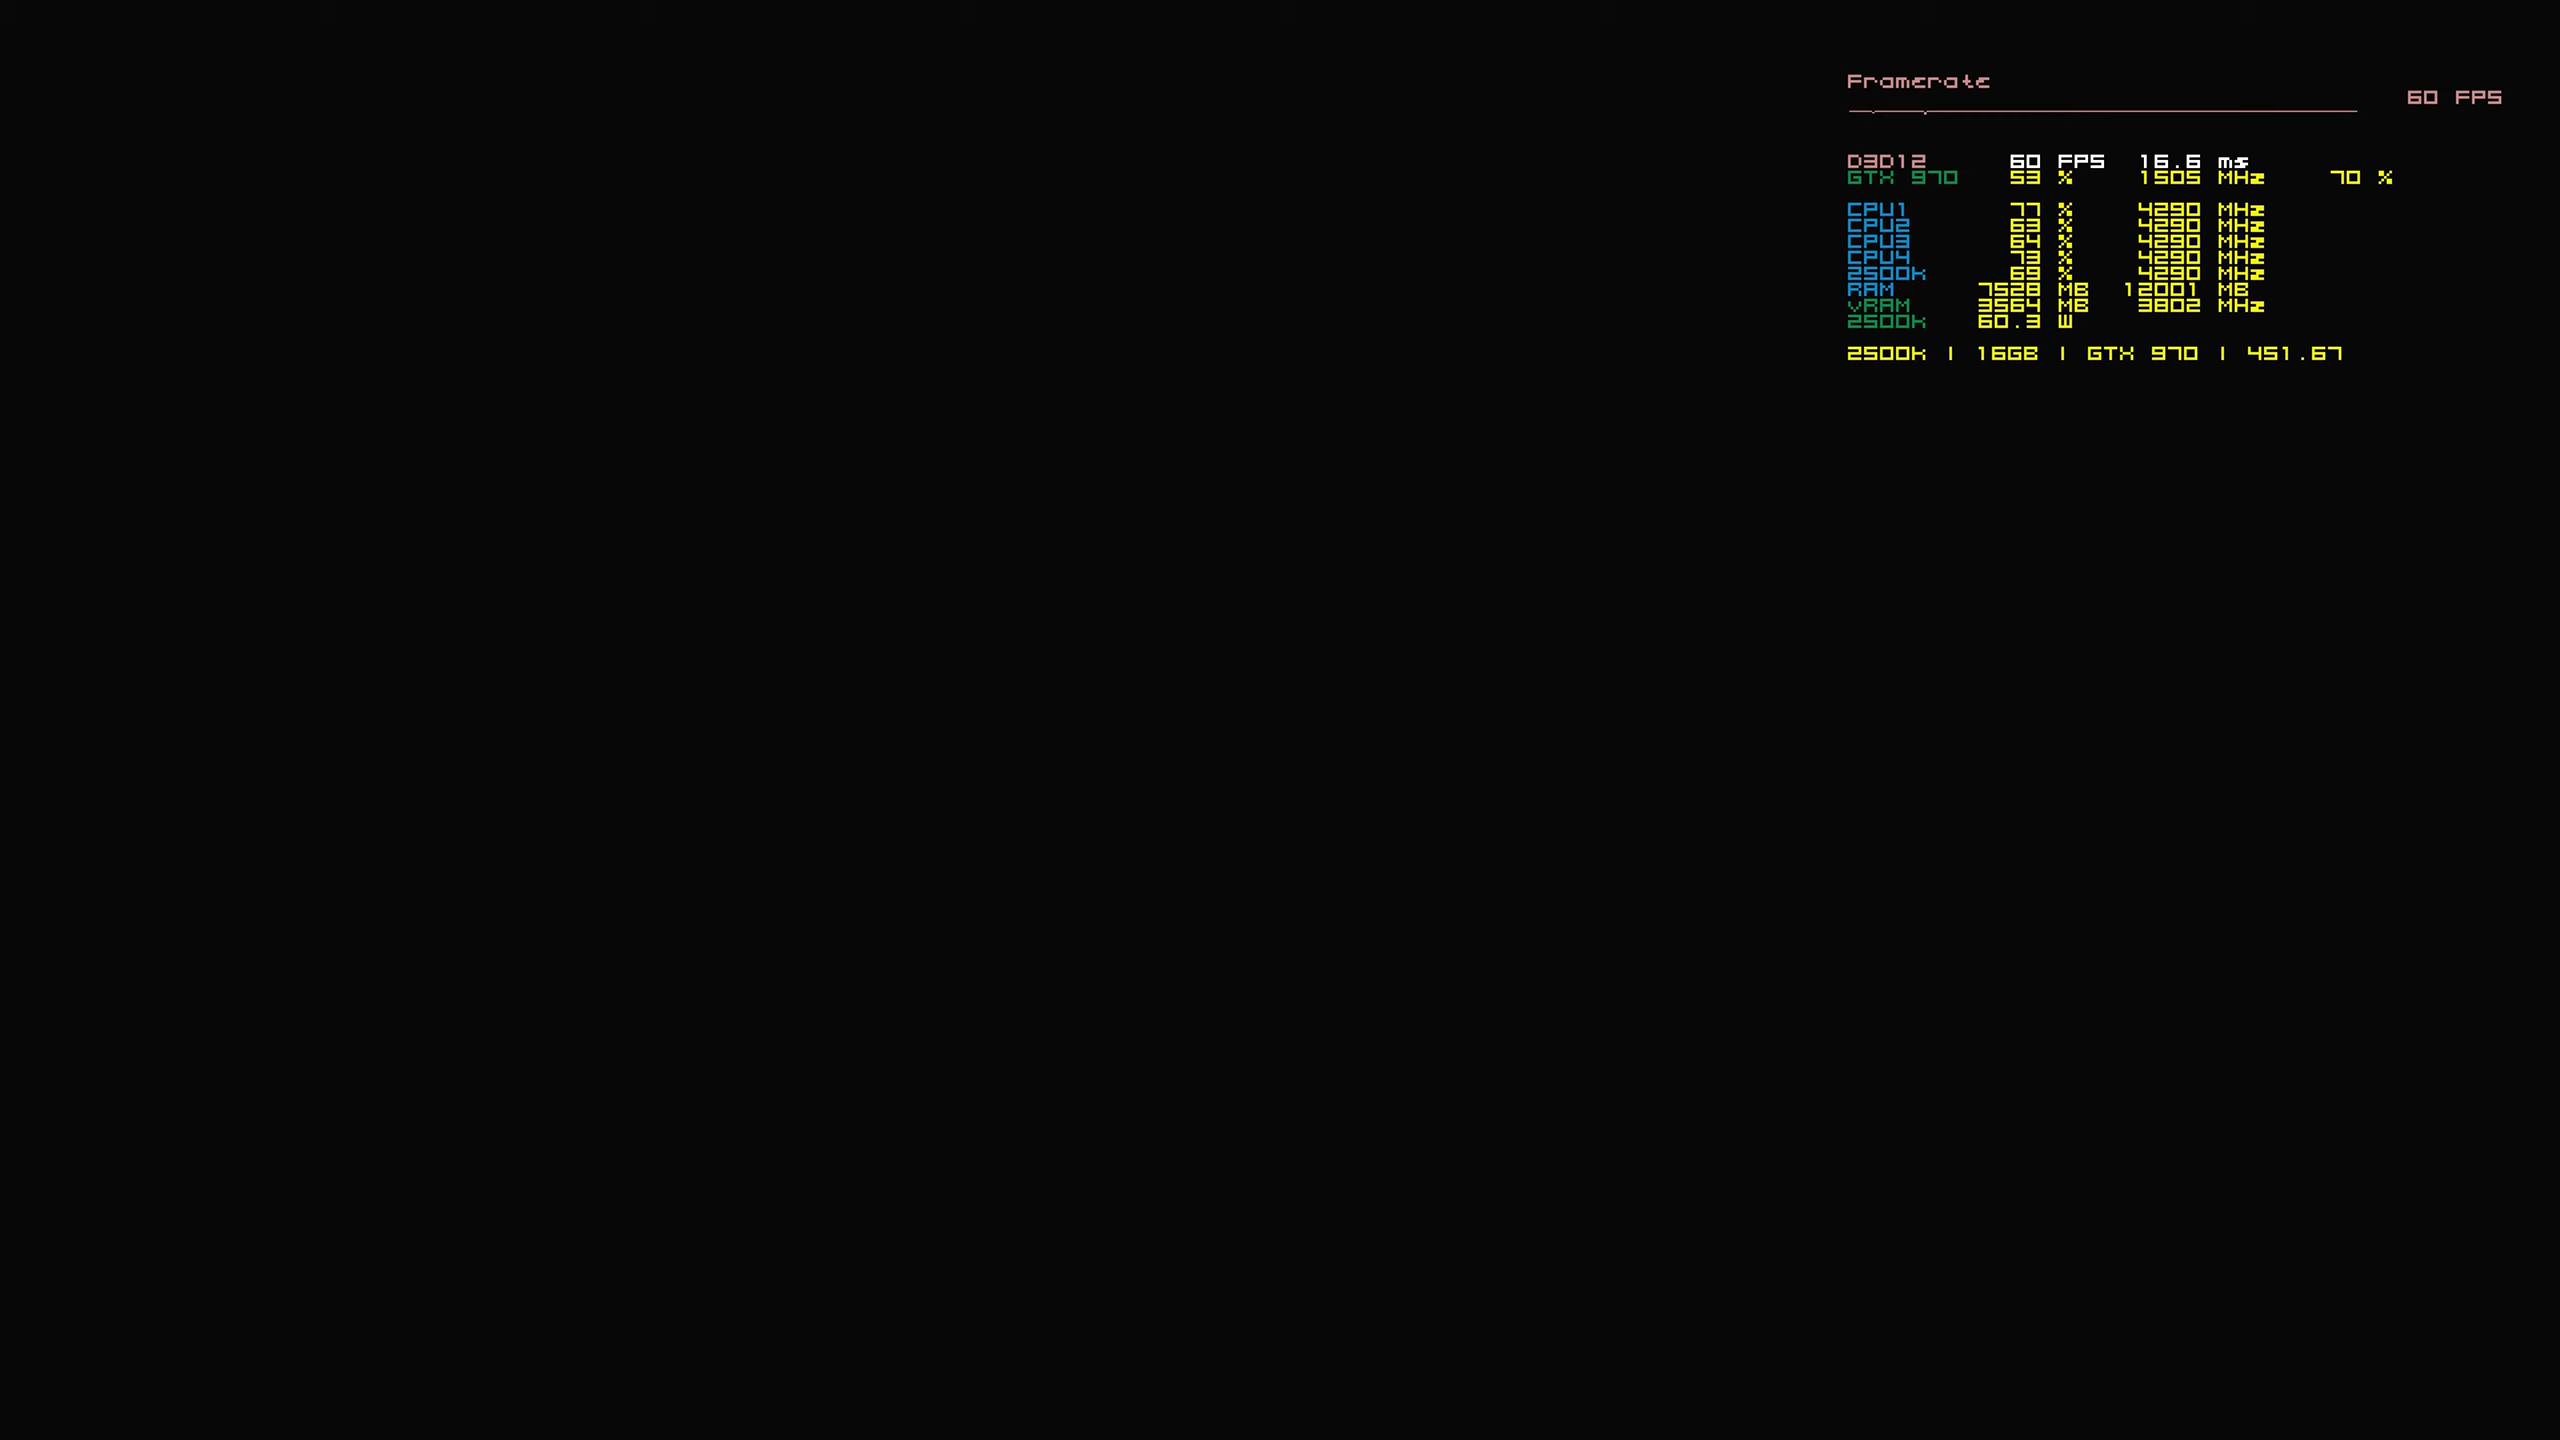 Framerate
60 FPS
D3D12 60 FPS 16.6 ms
GTX 970 53 % 1505 MHz 70 %
CPU1 77 % 4290 MHz
CPU2 63 % 4290 MHz
CPU3 64 % 4290 MHz
CPU4 73 % 4290 MHz
2500k 69 % 4290 MHz
RAM 7528 MB 12001 MB
vRAM 3564 MB 3802 MHz
2500k 60.3 W
2500k | 16GB | GTX 970 | 451.67